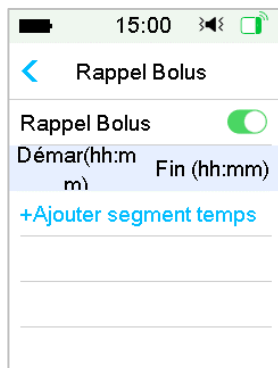 15:00
Rappel Bolus
Rappel Bolus
Démar(hh:m
m)
Fin (hh:mm)
+Ajouter segment temps